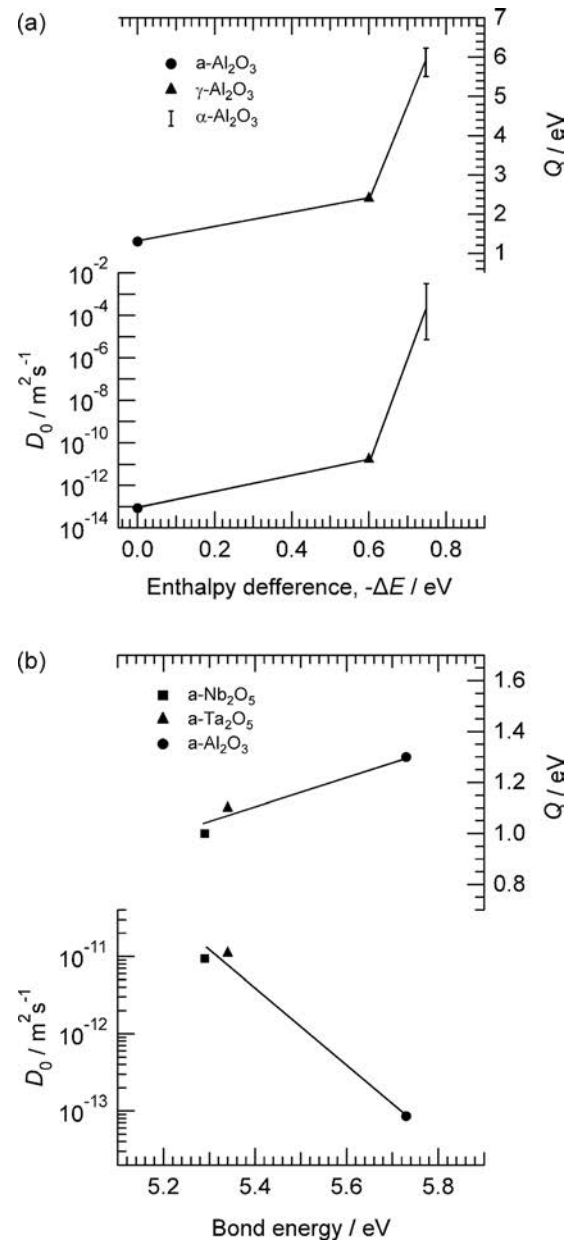 (a)
a-Al₂O₃
γ-Al₂O₃
α-Al₂O₃
7
6
5
4
3
2
1
Q / eV
10⁻²
10⁻⁴
10⁻⁶
10⁻⁸
10⁻¹⁰
10⁻¹²
10⁻¹⁴
D₀ / m² s⁻¹
0.0 0.2 0.4 0.6 0.8
Enthalpy defference, -ΔE / eV
(b)
a-Nb₂O₅
a-Ta₂O₅
a-Al₂O₃
1.6
1.4
1.2
1.0
0.8
Q / eV
10⁻¹¹
10⁻¹²
10⁻¹³
D₀ / m² s⁻¹
5.2 5.4 5.6 5.8
Bond energy / eV